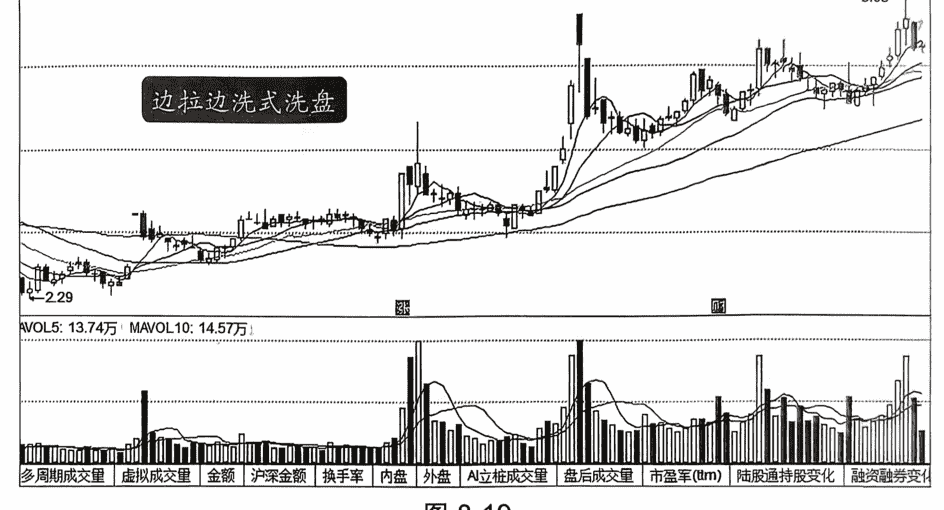 边拉边洗式洗盘
←2.29
涨
AVOL5: 13.74万 MAVOL10: 14.57万
多周期成交量 虚拟成交量 金额 沪深金额 换手率 内盘 外盘 AI立桩成交量 盘后成交量 市盈率(ttm) 陆股通持股变化 融资融券变化